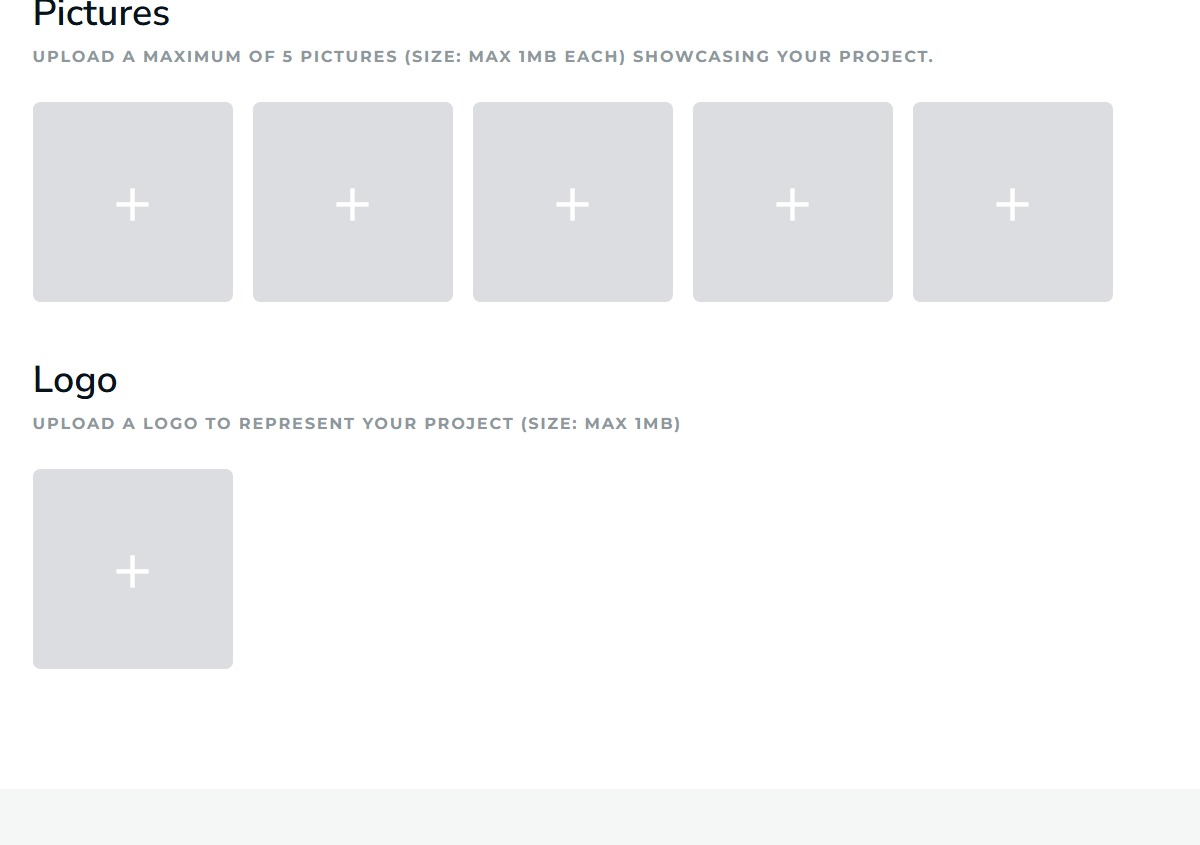 Pictures
UPLOAD A MAXIMUM OF 5 PICTURES (SIZE: MAX 1MB EACH) SHOWCASING YOUR PROJECT.
Logo
UPLOAD A LOGO TO REPRESENT YOUR PROJECT (SIZE: MAX 1MB)